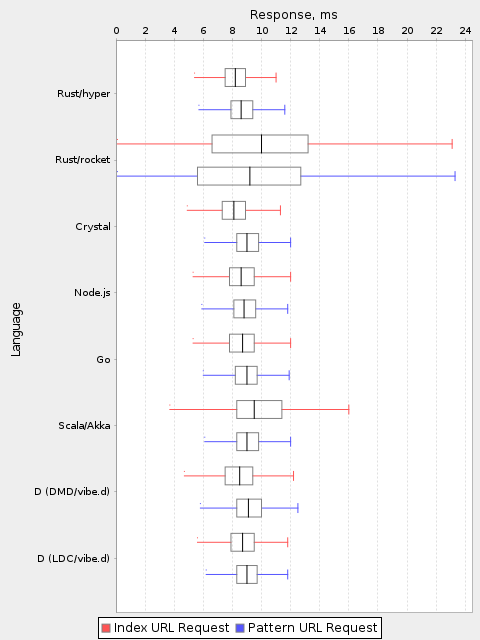 Response, ms
0 2 4 6 8 10 12 14 16 18 20 22 24
Language
Rust/hyper
Rust/rocket
Crystal
Node.js
Go
Scala/Akka
D (DMD/vibe.d)
D (LDC/vibe.d)
Index URL Request Pattern URL Request